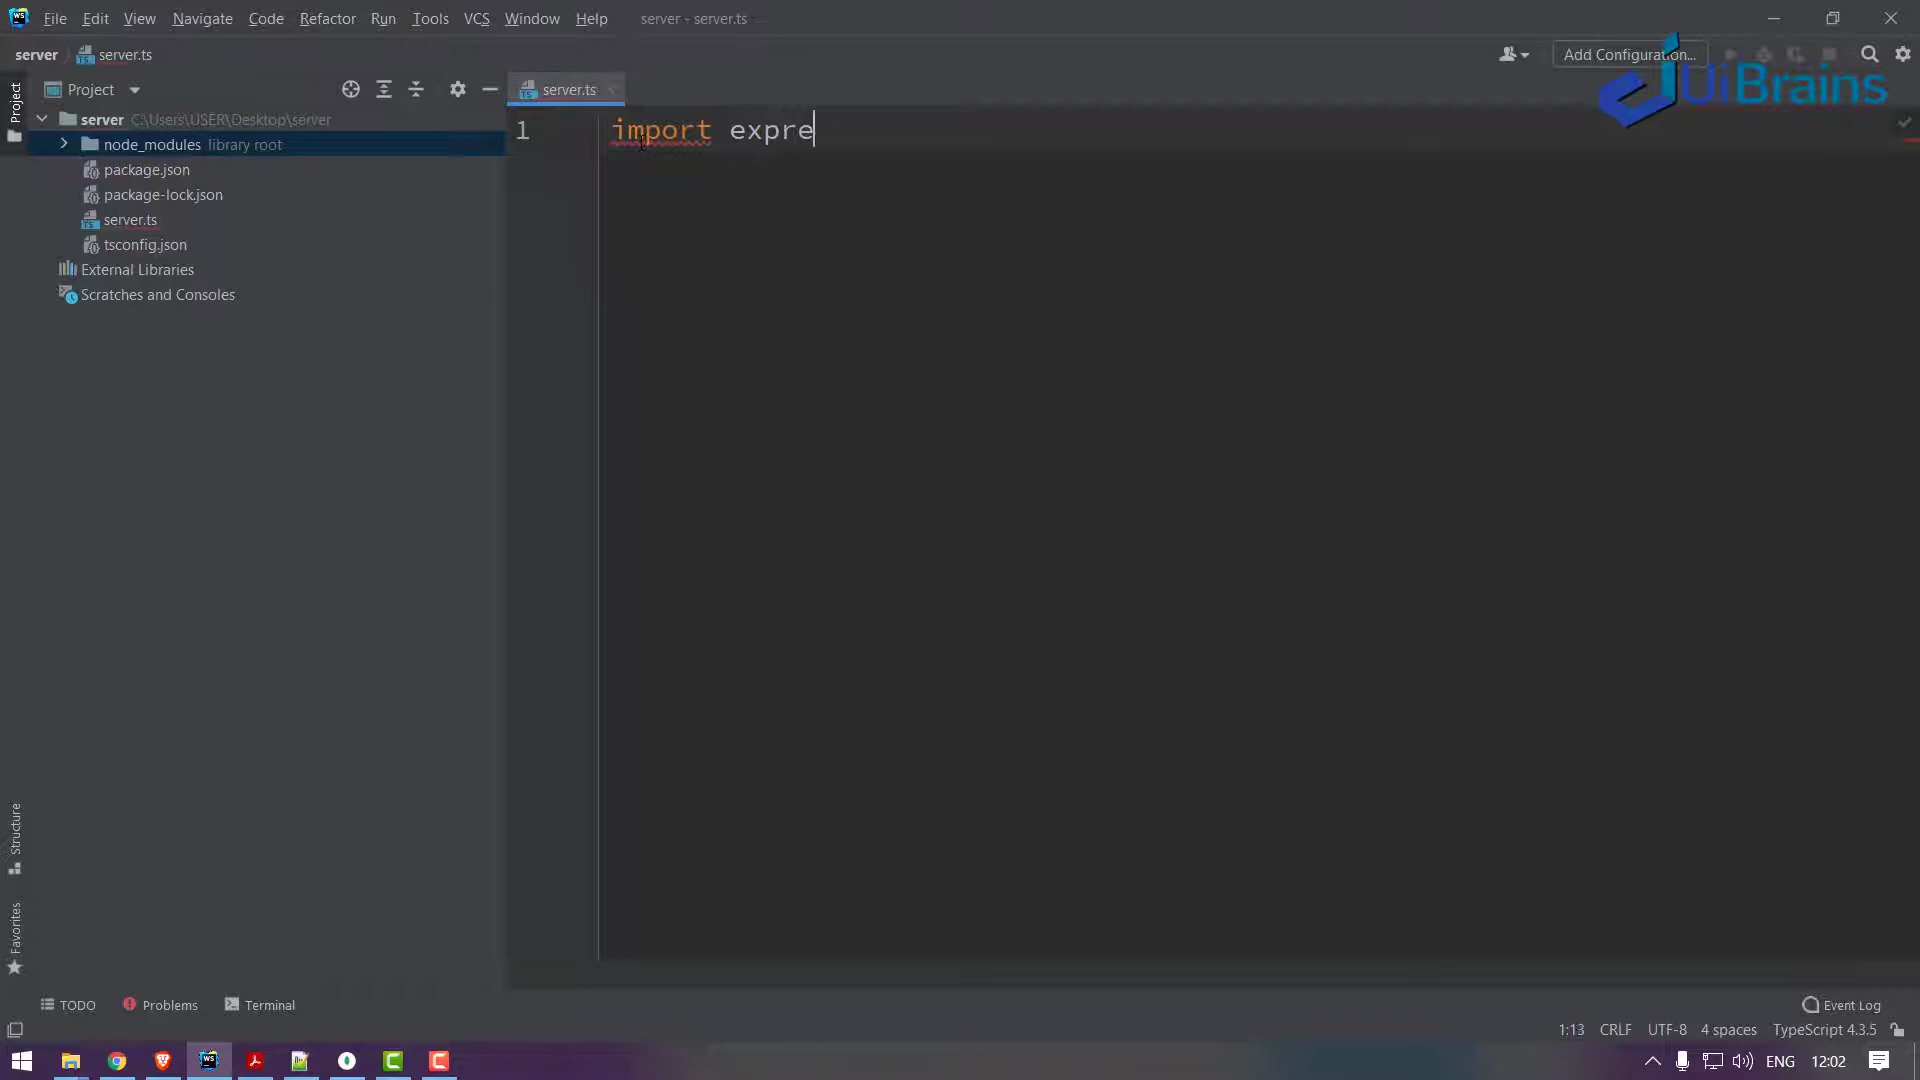 File Edit View Navigate Code Refactor Run Tools VCS Window Help server - server.ts
server server.ts Add Configuration...
UiBrains
Project Project server.ts
server C:\Users\USER\Desktop\server
1 import expre
node_modules library root
package.json
package-lock.json
server.ts
tsconfig.json
External Libraries
Scratches and Consoles
Structure
Favorites
TODO Problems Terminal Event Log
1:13 CRLF UTF-8 4 spaces TypeScript 4.3.5
ENG 12:02